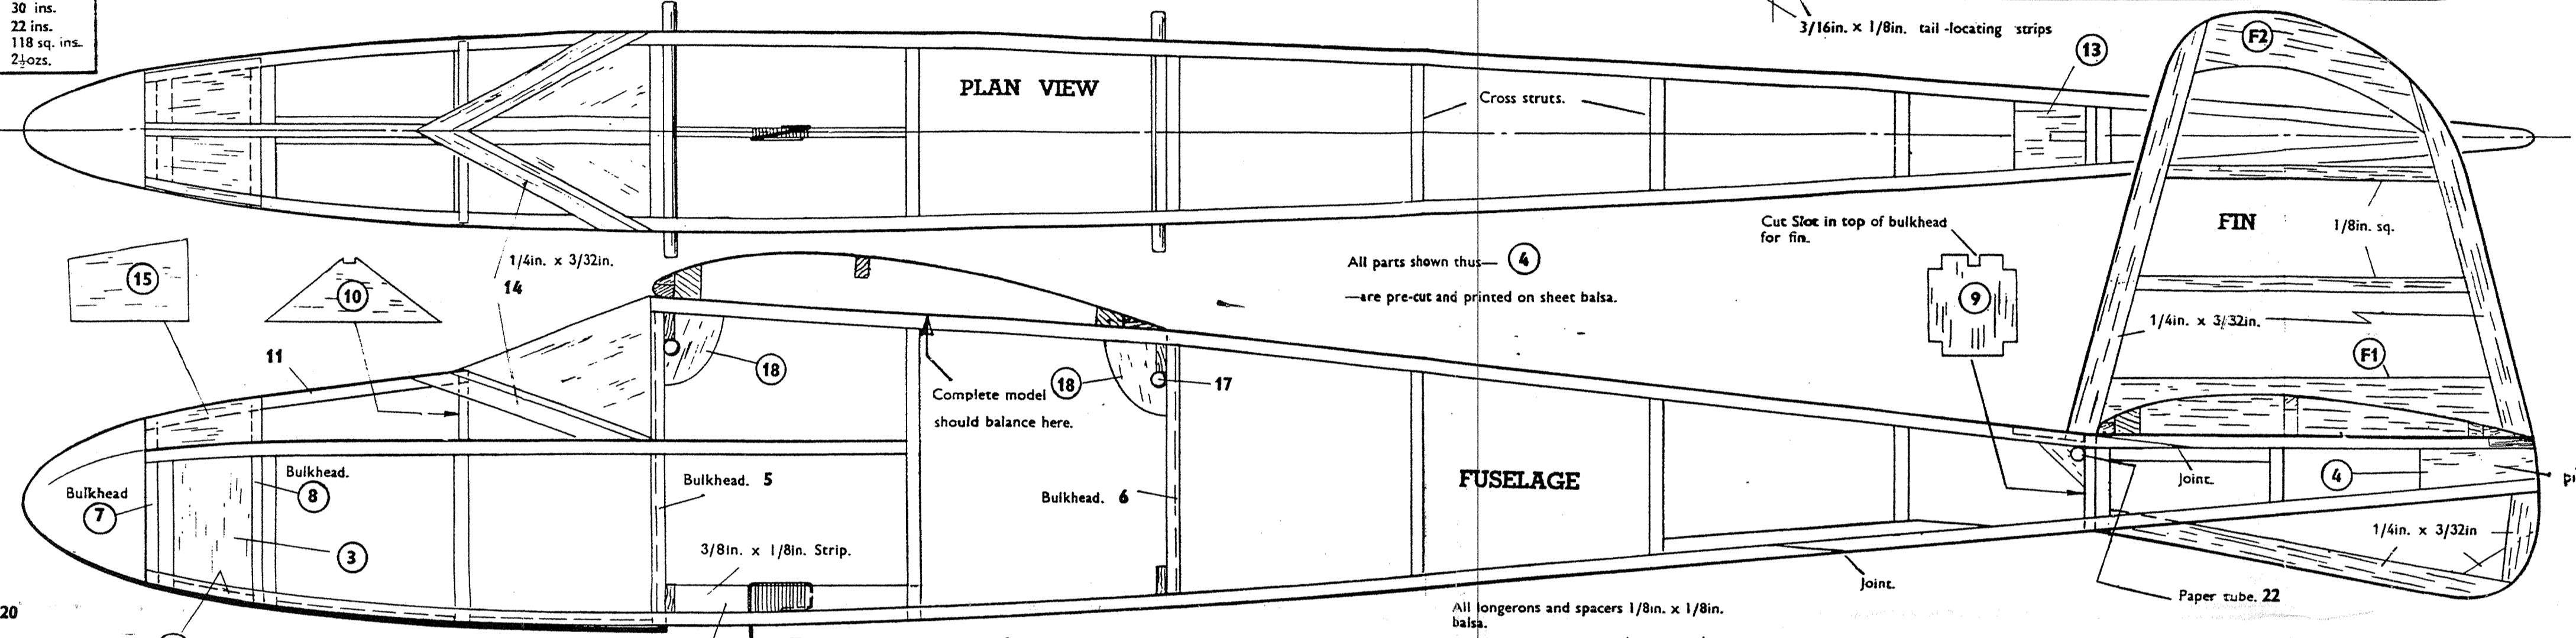 30 ins.
22 ins.
118 sq. ins.
2½ozs.
3/16in. x 1/8in. tail-locating strips
13
F2
PLAN VIEW
Cross struts.
FIN
1/8in. sq.
Cut Slot in top of bulkhead
for fin.
15
10
1/4in. x 3/32in.
14
All parts shown thus— 4
—are pre-cut and printed on sheet balsa.
9
1/4in. x 3/32in.
F1
11
18
Complete model
should balance here.
18
17
Bulkhead
7
Bulkhead.
8
Bulkhead. 5
Bulkhead. 6
FUSELAGE
Joint.
4
3
3/8in. x 1/8in. Strip.
1/4in. x 3/32in
Joint.
Paper tube. 22
20
All longerons and spacers 1/8in. x 1/8in.
balsa.